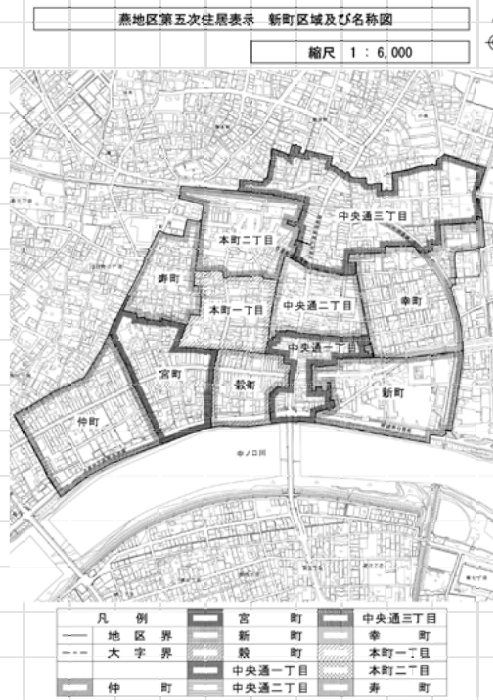 燕地区第五次住居表示　新町区域及び名称図
縮尺　1 : 6,000
中央通三丁目
本町二丁目
寿町
幸町
本町一丁目
中央通二丁目
中央通一丁目
宮町
穀町
新町
仲町
中ノ口川
凡　例
地区界
大字界
仲町
宮町
新町
穀町
中央通一丁目
中央通二丁目
中央通三丁目
幸町
本町一丁目
本町二丁目
寿町